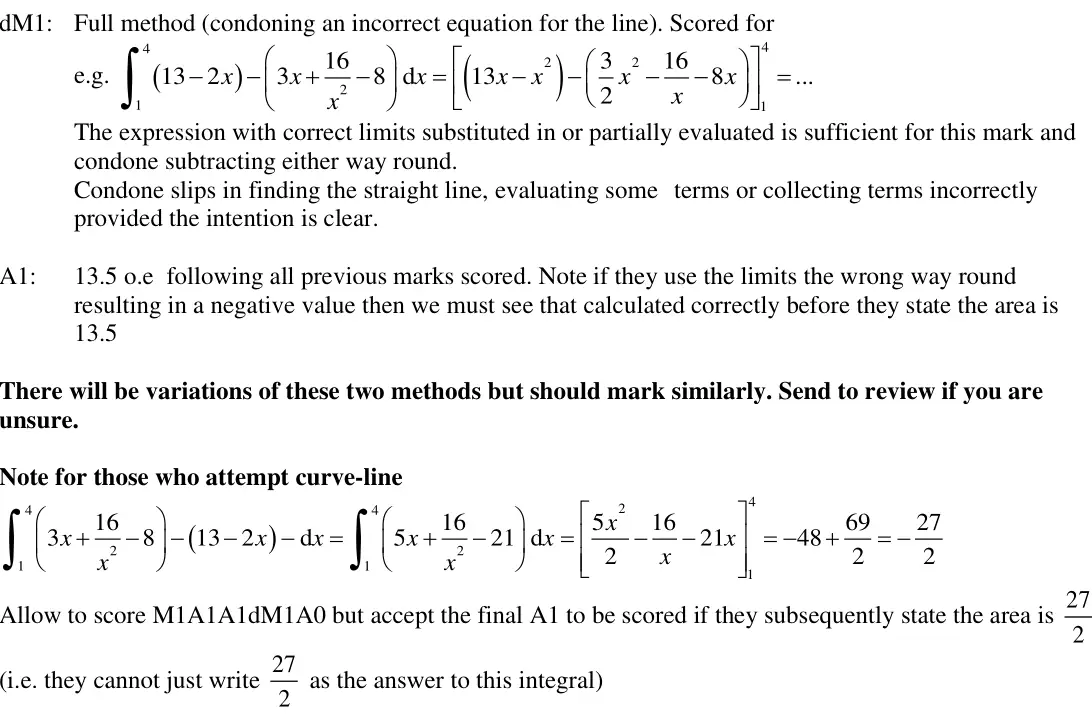 dM1: Full method (condoning an incorrect equation for the line). Scored for
e.g. ∫₁⁴ (13 − 2x) − (3x + 16/x² − 8) dx = [(13x − x²) − (3/2 x² − 16/x − 8x)]₁⁴ = ...
The expression with correct limits substituted in or partially evaluated is sufficient for this mark and
condone subtracting either way round.
Condone slips in finding the straight line, evaluating some terms or collecting terms incorrectly
provided the intention is clear.
A1: 13.5 o.e following all previous marks scored. Note if they use the limits the wrong way round
resulting in a negative value then we must see that calculated correctly before they state the area is
13.5
There will be variations of these two methods but should mark similarly. Send to review if you are
unsure.
Note for those who attempt curve-line
∫₁⁴ (3x + 16/x² − 8) − (13 − 2x) − dx = ∫₁⁴ (5x + 16/x² − 21) dx = [5x²/2 − 16/x − 21x]₁⁴ = −48 + 69/2 = −27/2
Allow to score M1A1A1dM1A0 but accept the final A1 to be scored if they subsequently state the area is 27/2
(i.e. they cannot just write 27/2 as the answer to this integral)